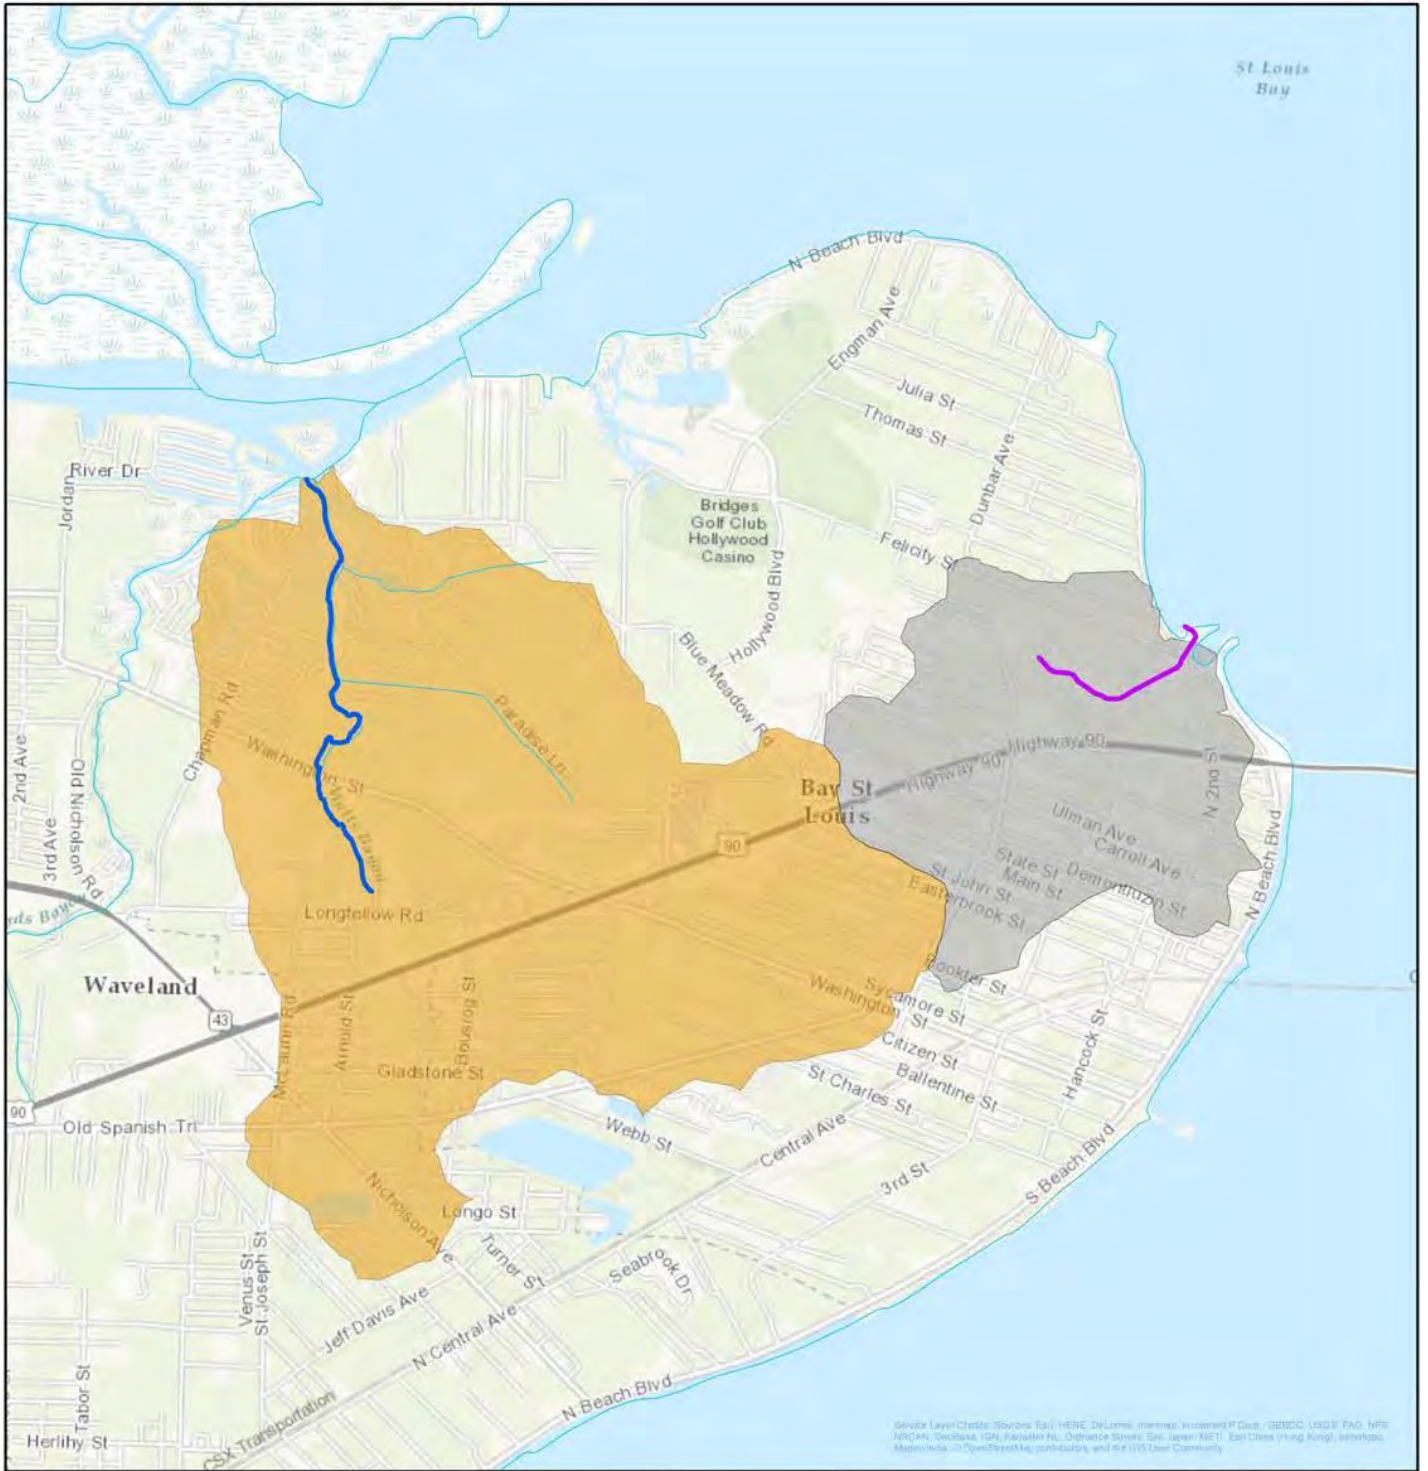 St Louis
Bay
N Beach Blvd
Engman Ave
Julia St
Thomas St
Dunbar Ave
River Dr
Jordan
Bridges
Golf Club
Hollywood
Casino
Felicity St
Hollywood Blvd
Blue Meadow Rd
Chapman Rd
Paradise Ln
2nd Ave
Old Nicholson Rd
3rd Ave
Washington St
Highway 90
Highway 90
N 2nd St
Bay St
Louis
90
Ulman Ave
Carroll Ave
State St
Main St
Demontluzin St
St John St
Easterbrook St
N Beach Blvd
Longfellow Rd
Waveland
43
McLaurin Rd
Arnold St
Bousrog St
Bookter St
Sycamore St
Washington St
Citizen St
Ballentine St
Hancock St
Gladstone St
St Charles St
90
Old Spanish Trl
Webb St
Central Ave
3rd St
S Beach Blvd
Nicholson Ave
Longo St
Turner St
Seabrook Dr
Venus St
St Joseph St
Jeff Davis Ave
N Central Ave
N Beach Blvd
Tabor St
Herlihy St
CSX Transportation